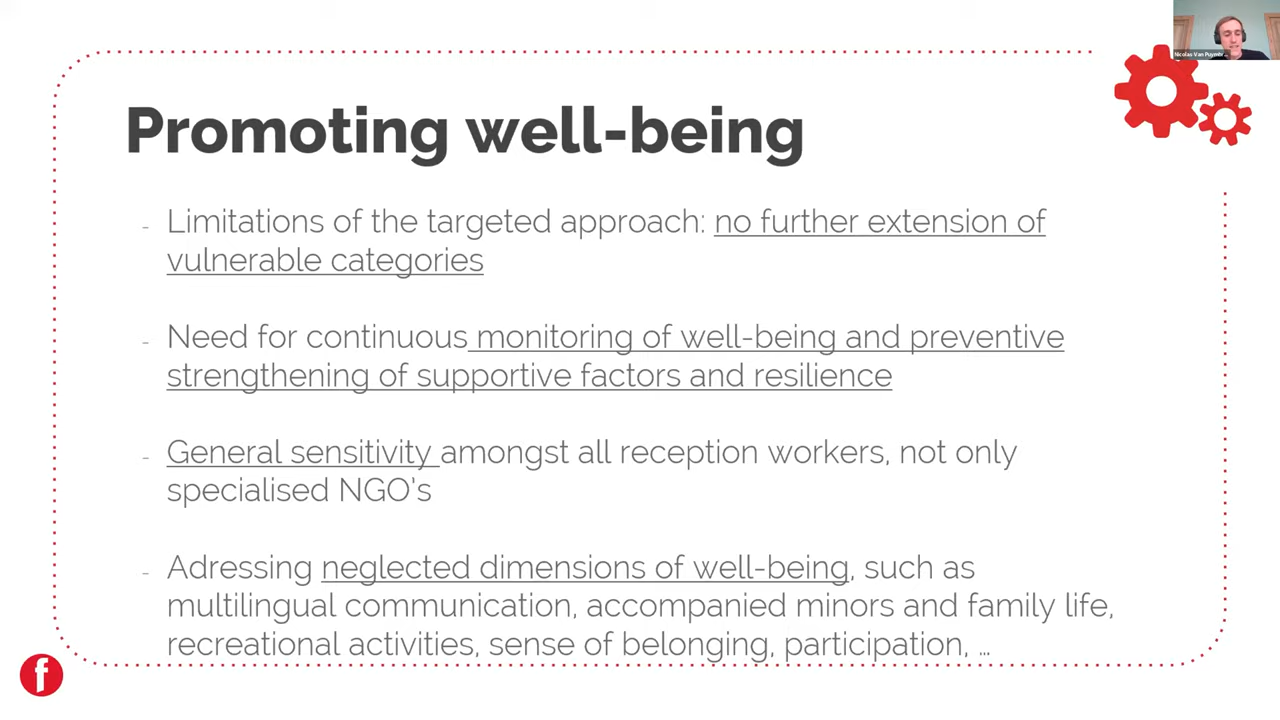 Nicolas Van Puymbr...
Promoting well-being
- Limitations of the targeted approach: no further extension of
vulnerable categories
- Need for continuous monitoring of well-being and preventive
strengthening of supportive factors and resilience
- General sensitivity amongst all reception workers, not only
specialised NGO's
- Adressing neglected dimensions of well-being, such as
multilingual communication, accompanied minors and family life,
recreational activities, sense of belonging, participation, ...
f